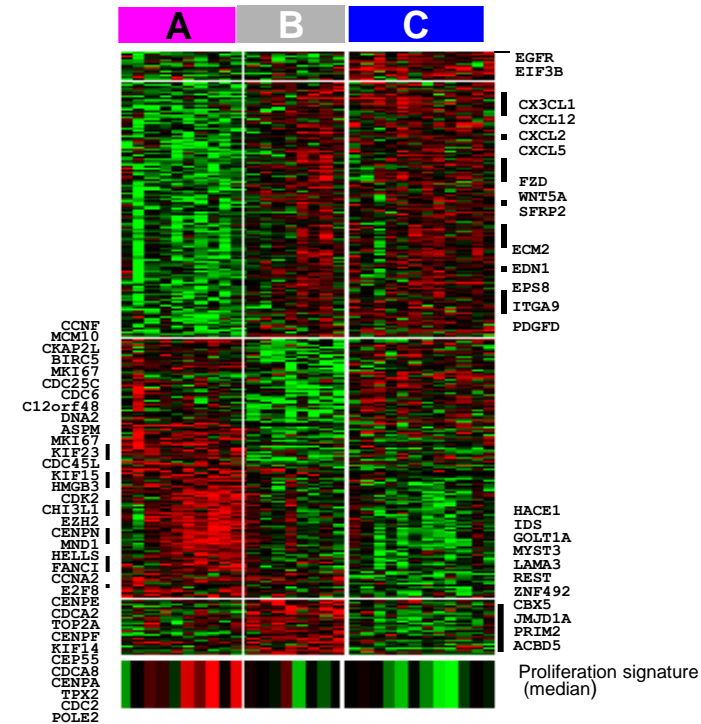 A B C
EGFR
EIF3B
CX3CL1
CXCL12
CXCL2
CXCL5
FZD
WNT5A
SFRP2
ECM2
EDN1
EPS8
ITGA9
PDGFD
CCNF
MCM10
CKAP2L
BIRC5
MKI67
CDC25C
CDC6
C12orf48
DNA2
ASPM
MKI67
KIF23
CDC45L
KIF15
HMGB3
CDK2
CHI3L1
EZH2
CENPN
MND1
HELLS
FANCI
CCNA2
E2F8
CENPE
CDCA2
TOP2A
CENPF
KIF14
CEP55
CDCA8
CENPA
TPX2
CDC2
POLE2
HACE1
IDS
GOLT1A
MYST3
LAMA3
REST
ZNF492
CBX5
JMJD1A
PRIM2
ACBD5
Proliferation signature
(median)